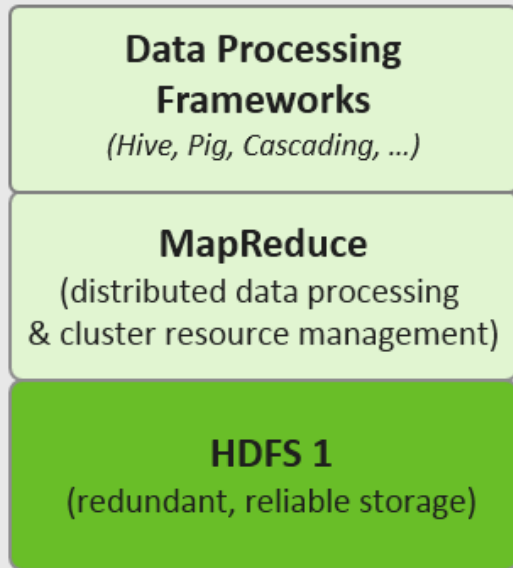 Data Processing
Frameworks
(Hive, Pig, Cascading, …)
MapReduce
(distributed data processing
& cluster resource management)
HDFS 1
(redundant, reliable storage)